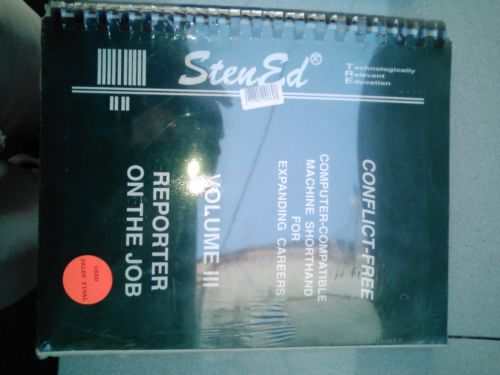 StenEd®
Technologically
Relevant
Education
CONFLICT-FREE
COMPUTER-COMPATIBLE
MACHINE SHORTHAND
FOR
EXPANDING CAREERS
VOLUME III
REPORTER
ON THE JOB
USED
SALES FINAL